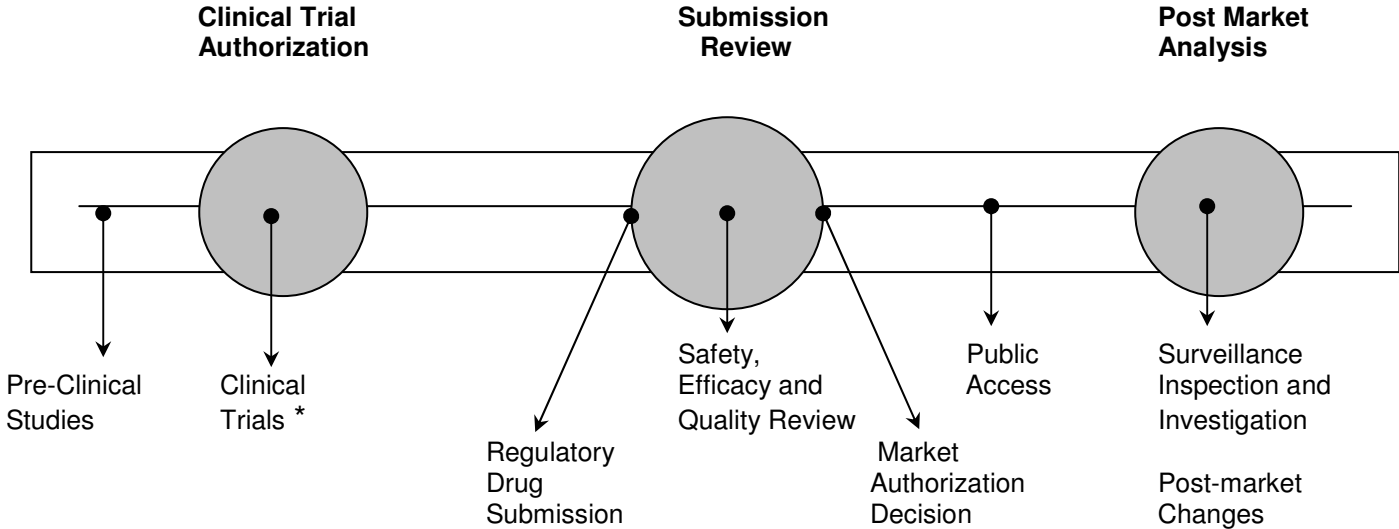 Clinical Trial
Authorization
Submission
Review
Post Market
Analysis
Pre-Clinical
Studies
Clinical
Trials *
Regulatory
Drug
Submission
Safety,
Efficacy and
Quality Review
Market
Authorization
Decision
Public
Access
Surveillance
Inspection and
Investigation
Post-market
Changes